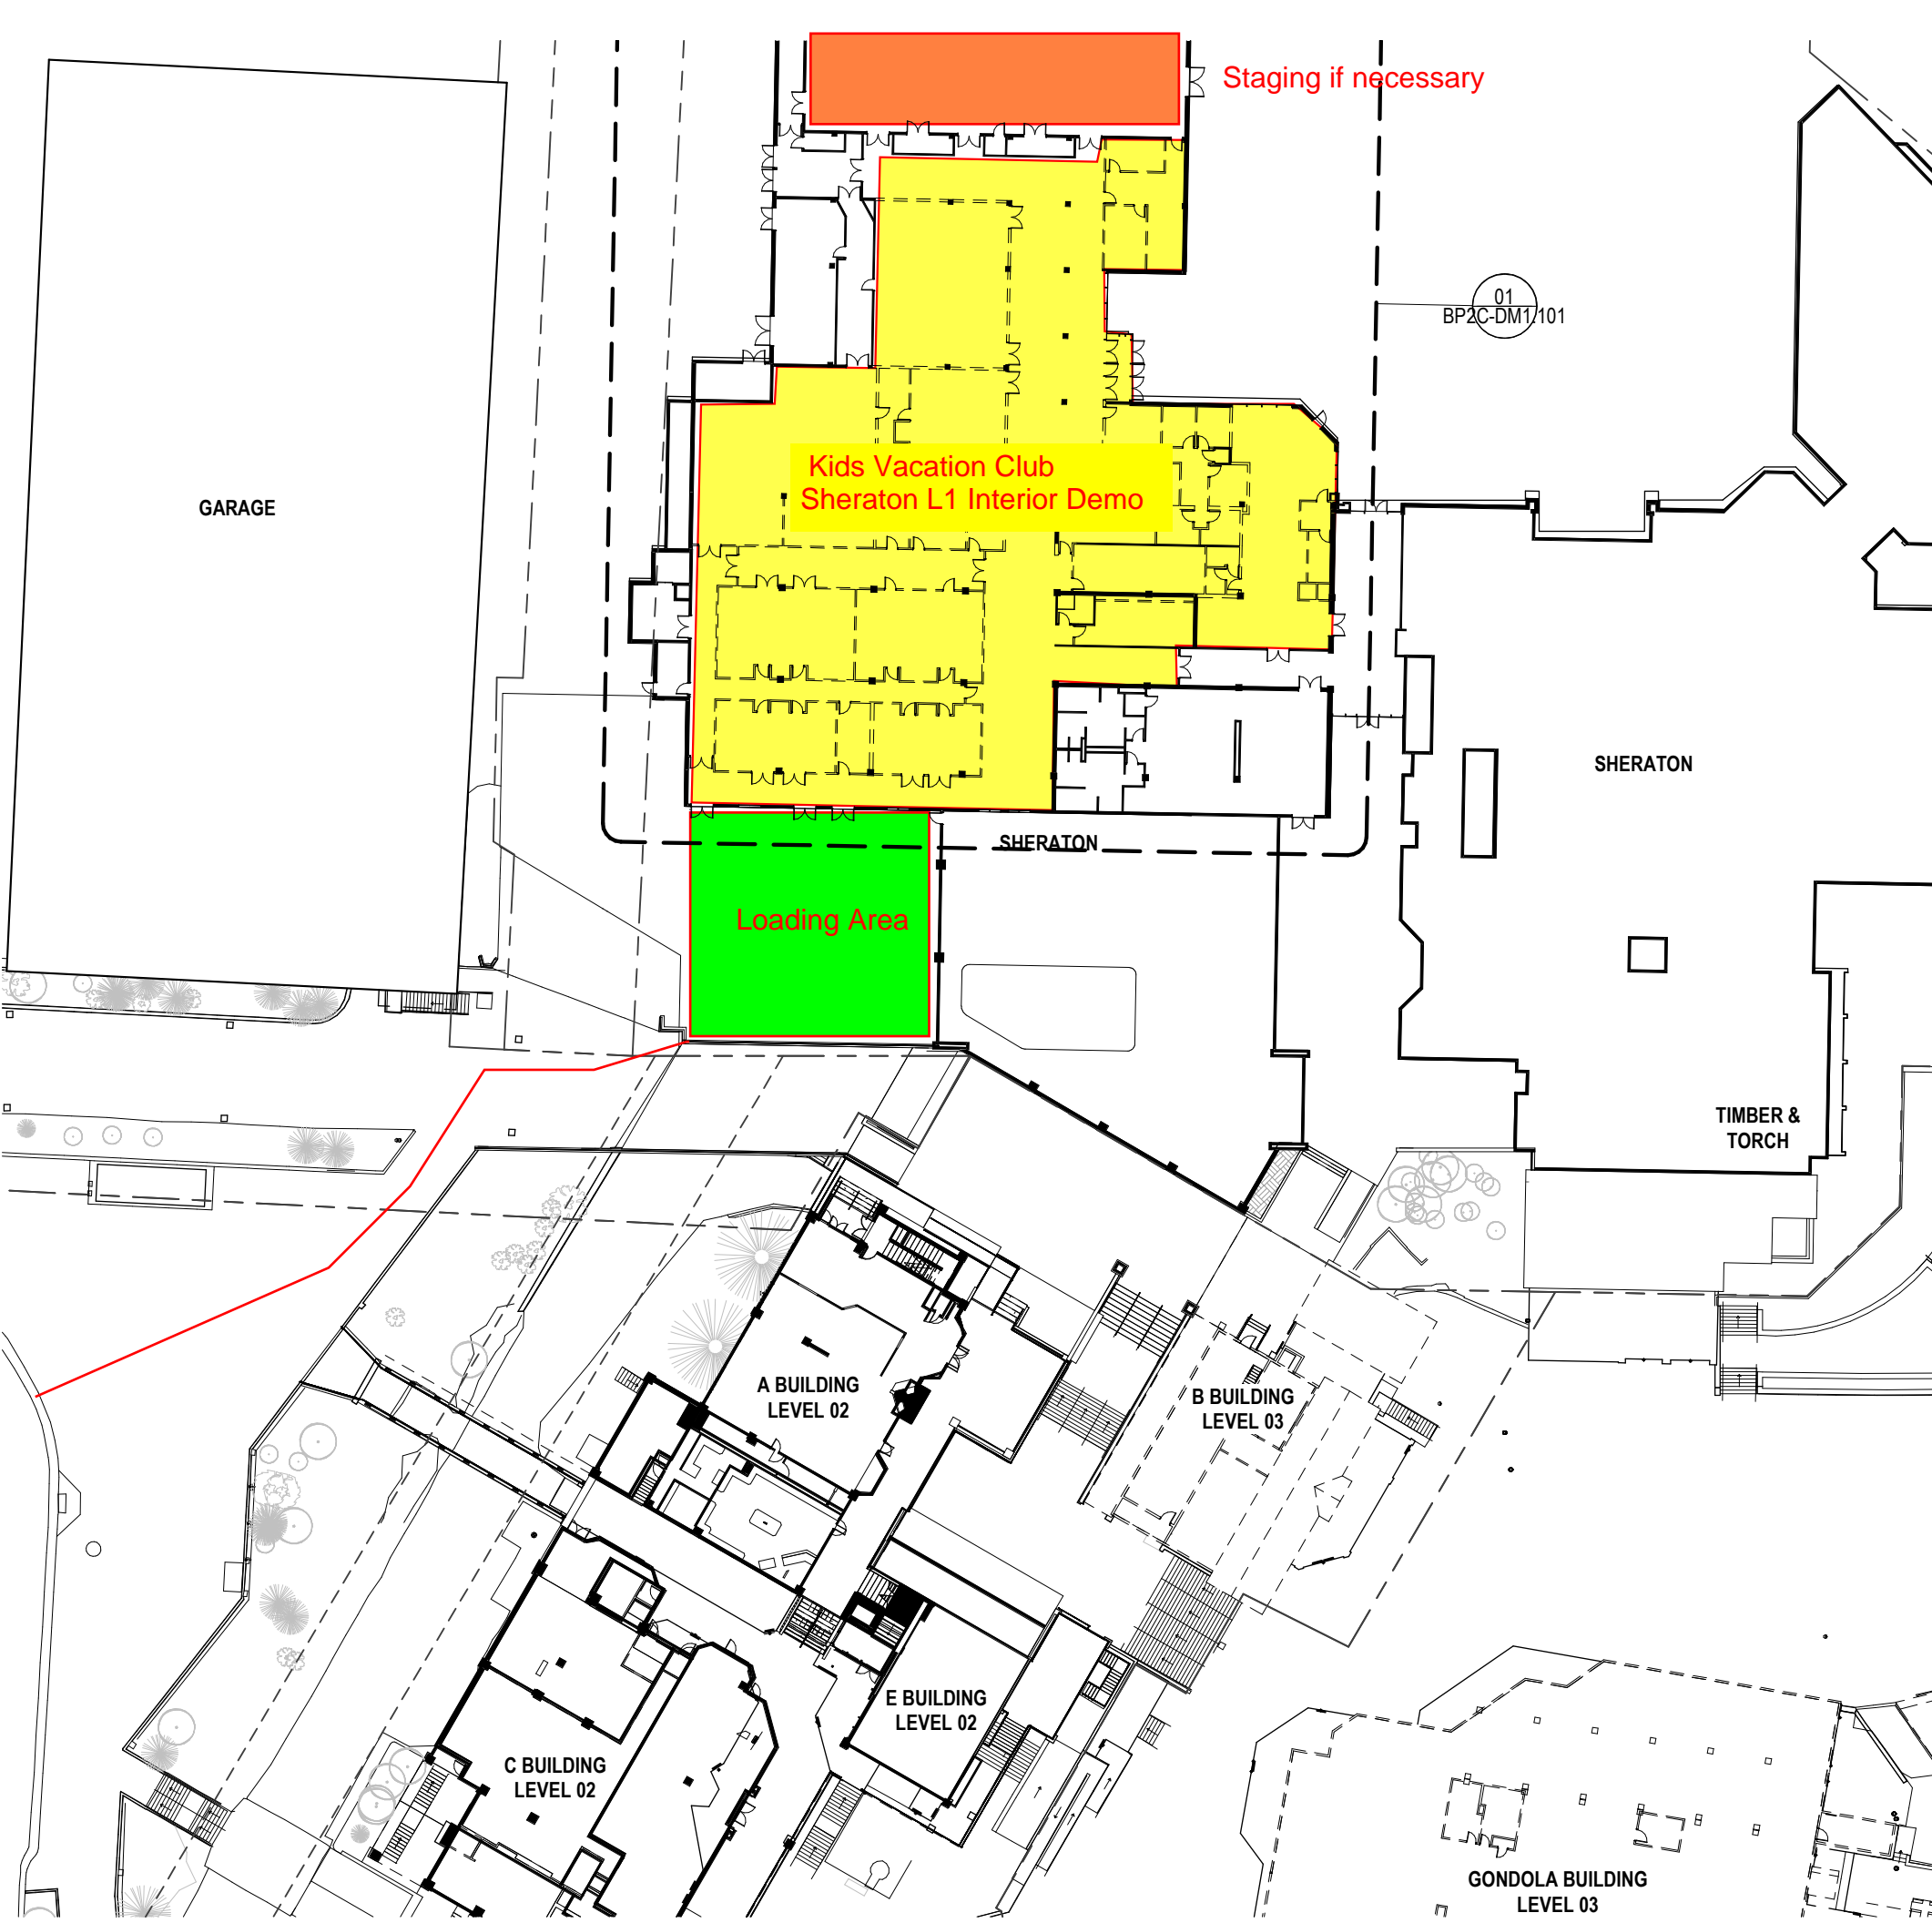 Staging if necessary
01
BP2C-DM1.101
Kids Vacation Club
Sheraton L1 Interior Demo
GARAGE
SHERATON
SHERATON
Loading Area
TIMBER &
TORCH
A BUILDING
LEVEL 02
B BUILDING
LEVEL 03
E BUILDING
LEVEL 02
C BUILDING
LEVEL 02
GONDOLA BUILDING
LEVEL 03